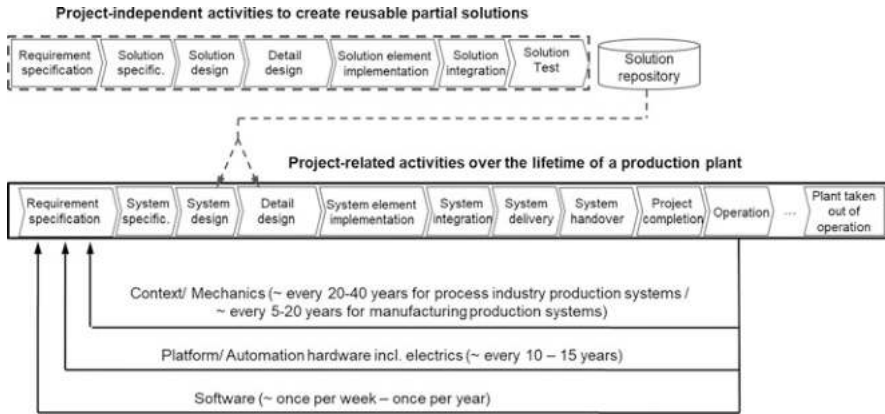 Project-independent activities to create reusable partial solutions
Requirement
specification
Solution
specific.
Solution
design
Detail
design
Solution element
implementation
Solution
integration
Solution
Test
Solution
repository
Project-related activities over the lifetime of a production plant
Requirement
specification
System
specific.
System
design
Detail
design
System element
implementation
System
integration
System
delivery
System
handover
Project
completion
Operation
...
Plant taken
out of
operation
Context/ Mechanics (~ every 20-40 years for process industry production systems /
~ every 5-20 years for manufacturing production systems)
Platform/ Automation hardware incl. electrics (~ every 10 – 15 years)
Software (~ once per week – once per year)